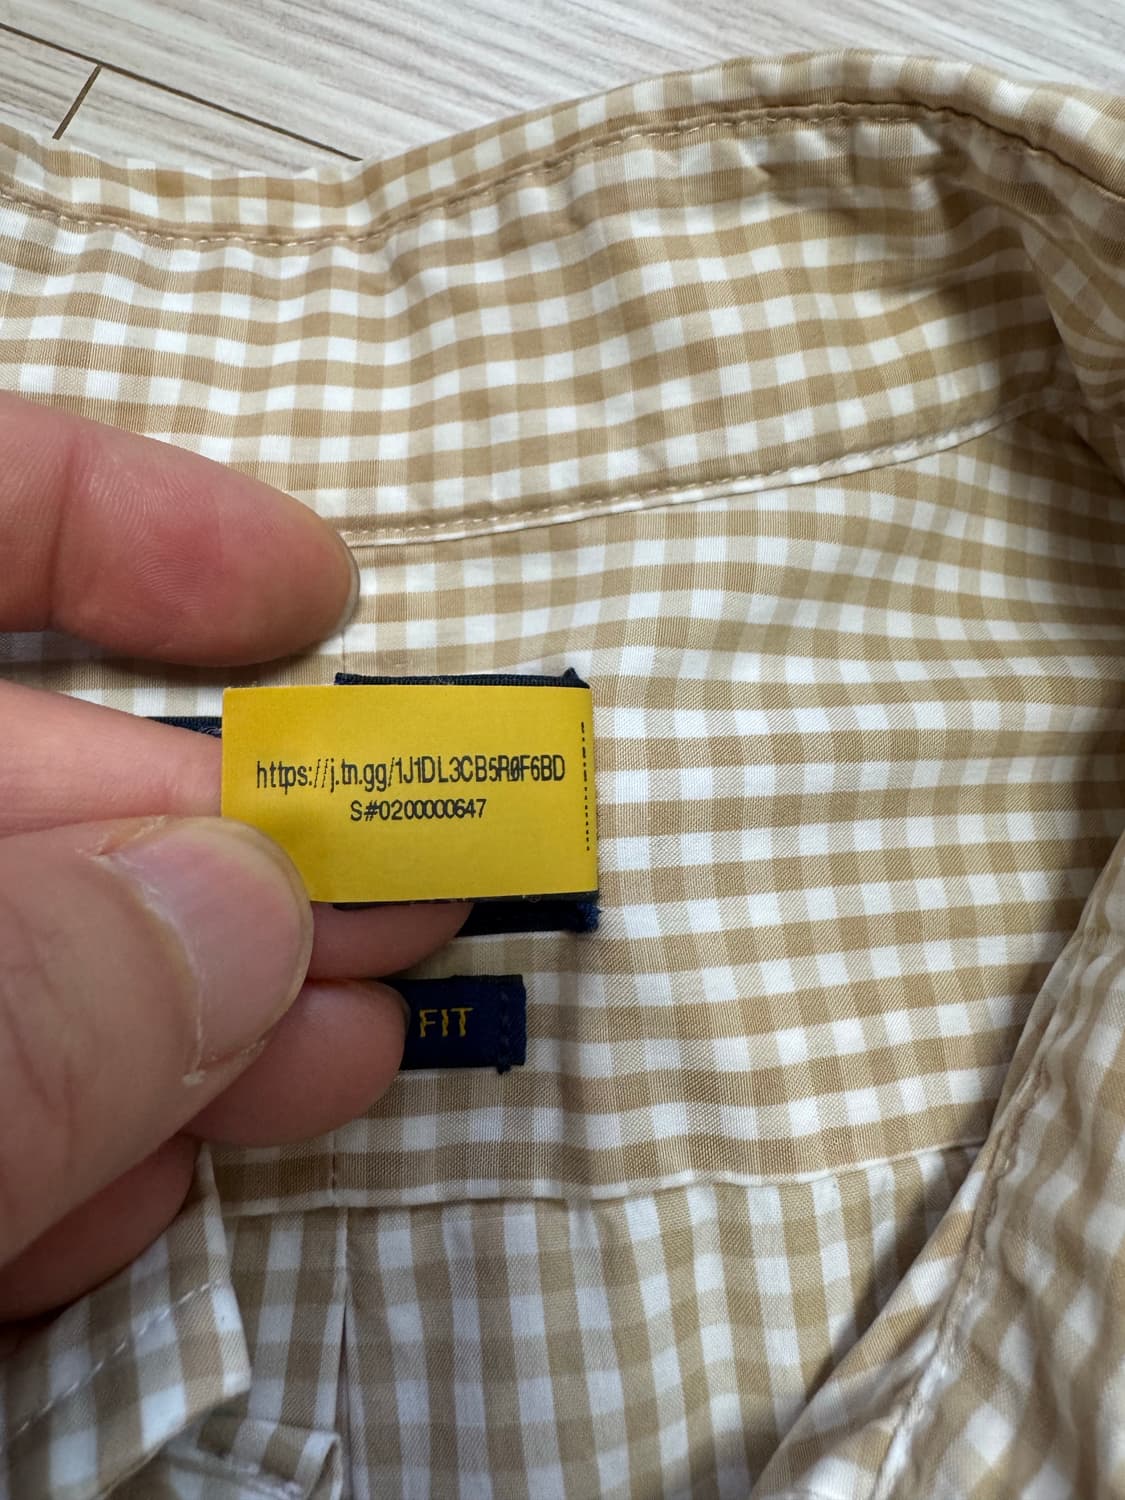 https://j.tn.gg/1J1DL3CB5R0F6BD
S#0200000647
FIT